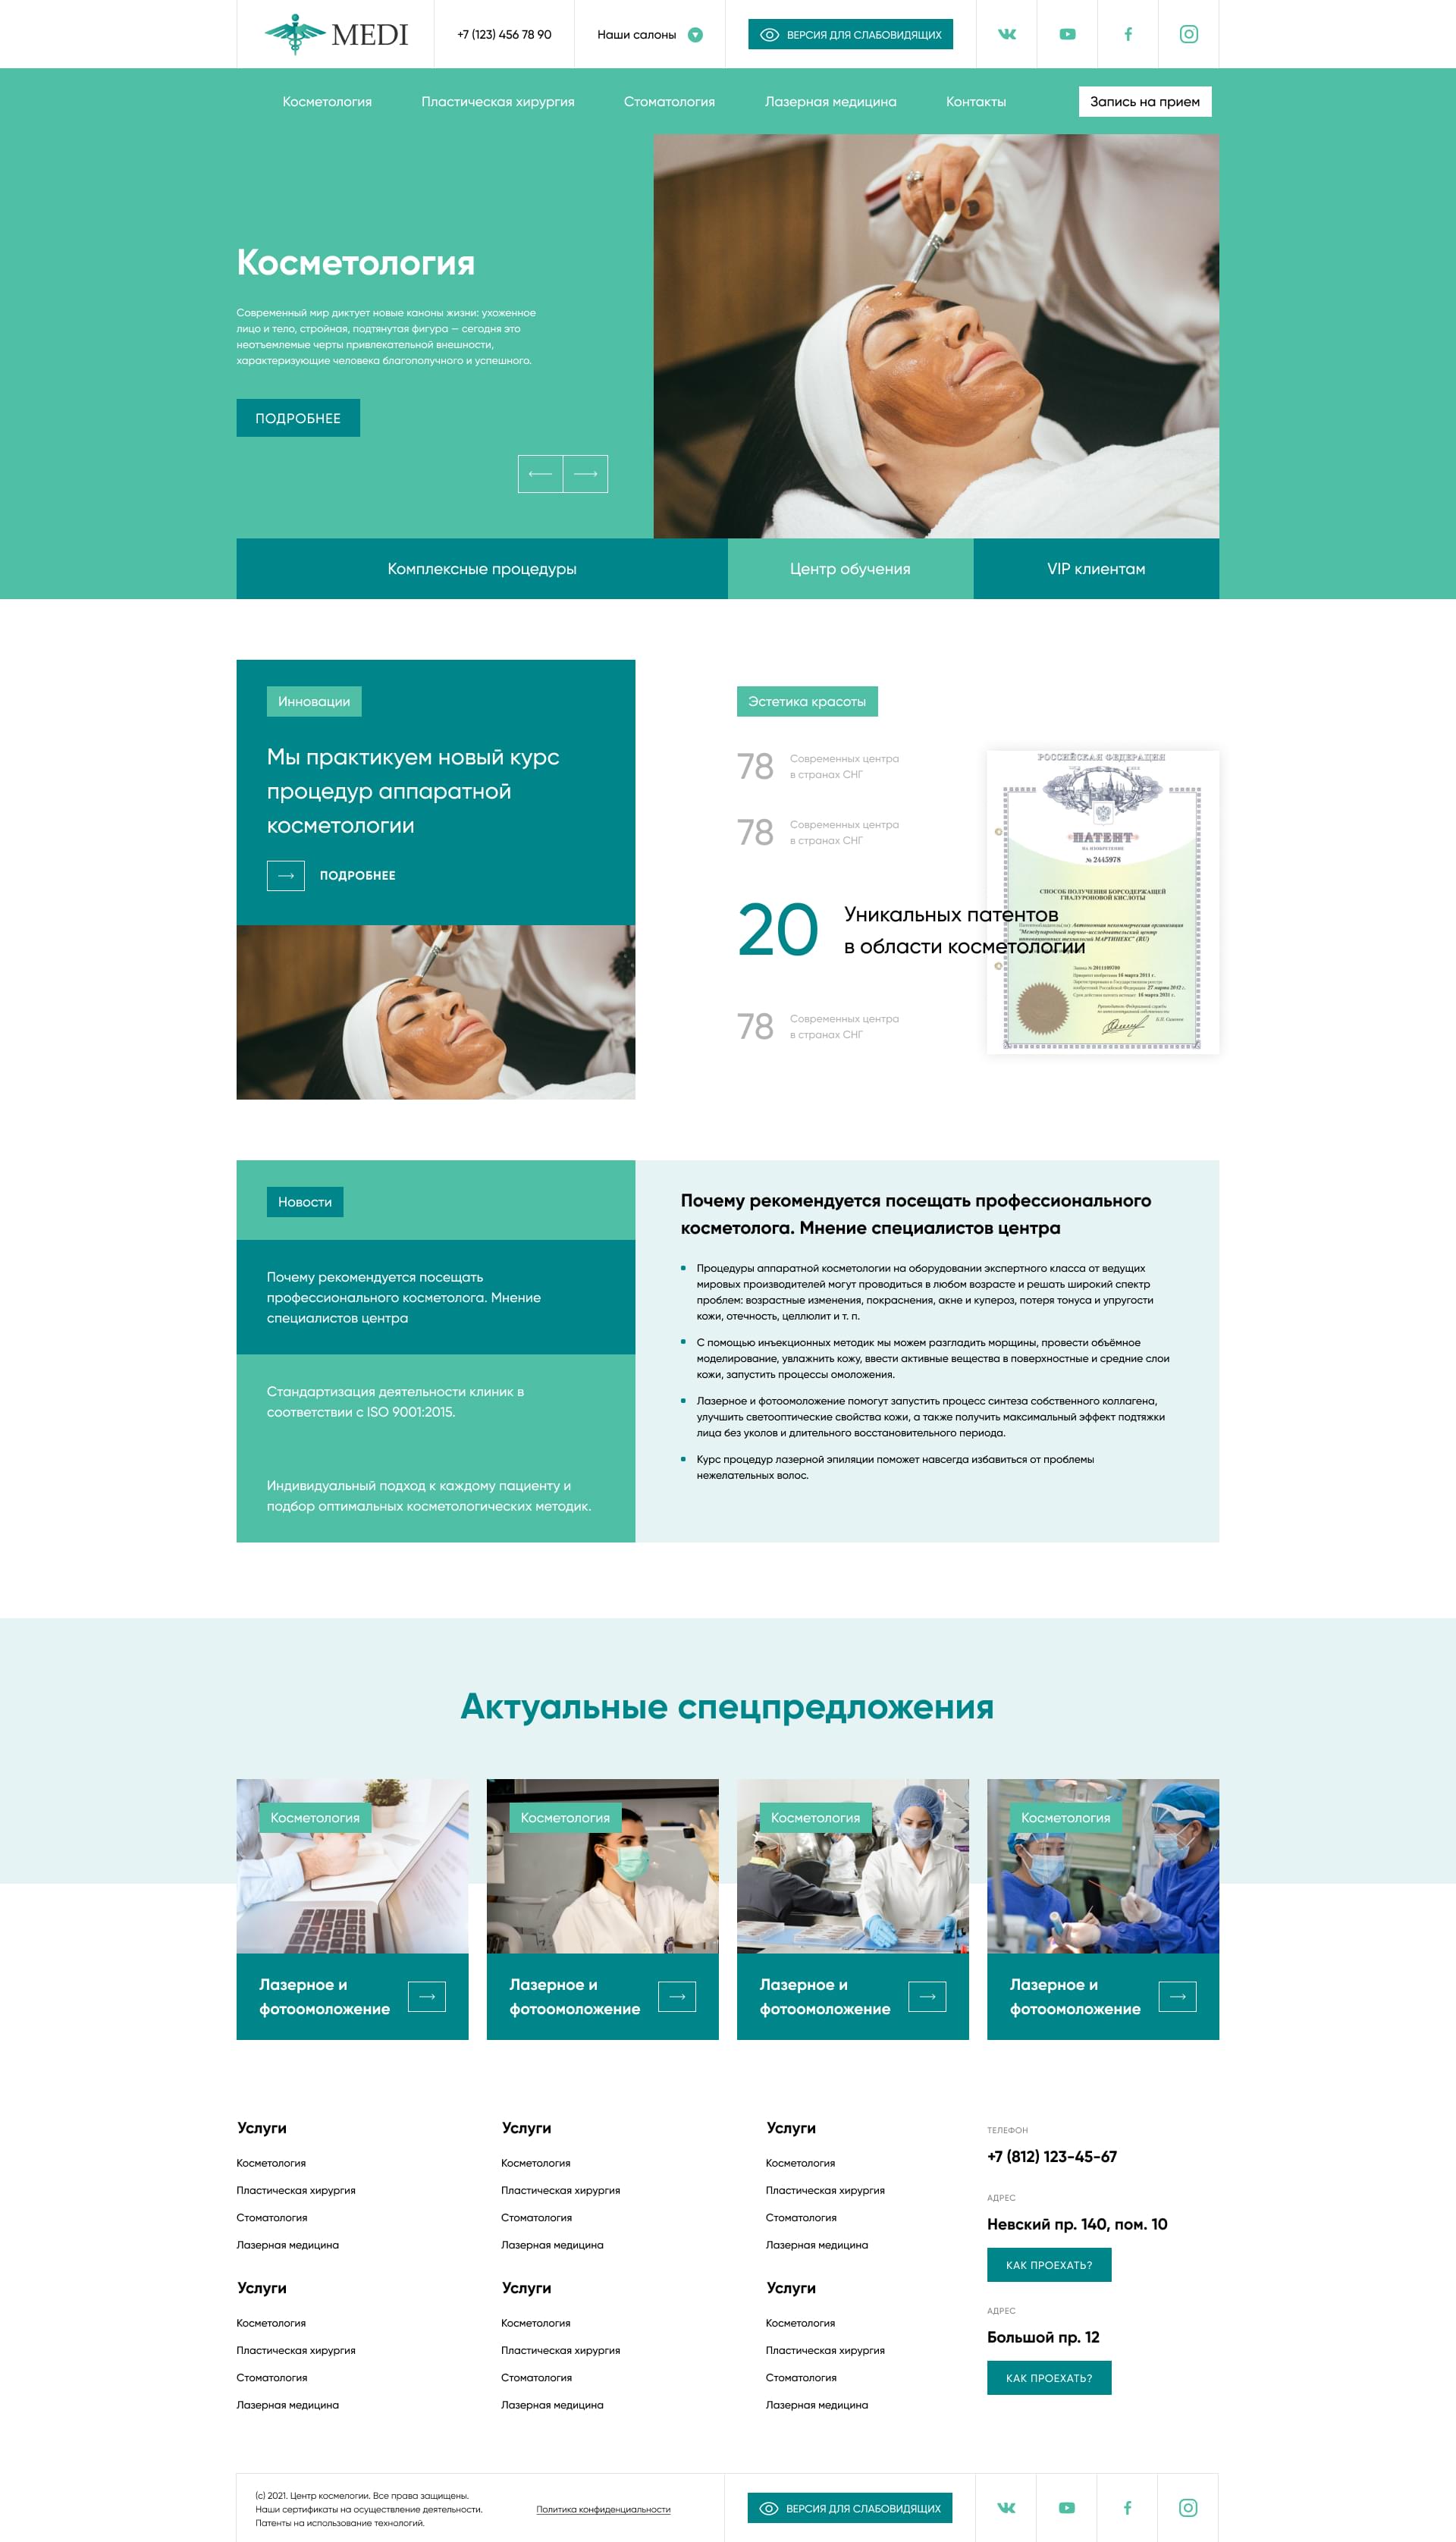 MEDI
+7 (123) 456 78 90
Наши салоны
ВЕРСИЯ ДЛЯ СЛАБОВИДЯЩИХ
Косметология
Пластическая хирургия
Стоматология
Лазерная медицина
Контакты
Запись на прием
Косметология
Современный мир диктует новые каноны жизни: ухоженное
лицо и тело, стройная, подтянутая фигура — сегодня это
неотъемлемые черты привлекательной внешности,
характеризующие человека благополучного и успешного.
ПОДРОБНЕЕ
Комплексные процедуры
Центр обучения
VIP клиентам
Инновации
Мы практикуем новый курс
процедур аппаратной
косметологии
ПОДРОБНЕЕ
Эстетика красоты
78
Современных центра
в странах СНГ
78
Современных центра
в странах СНГ
20
Уникальных патентов
в области косметологии
78
Современных центра
в странах СНГ
РОССИЙСКАЯ ФЕДЕРАЦИЯ
ПАТЕНТ
НА ИЗОБРЕТЕНИЕ
№ 2445978
СПОСОБ ПОЛУЧЕНИЯ БОРСОДЕРЖАЩЕЙ
ГИАЛУРОНОВОЙ КИСЛОТЫ
Новости
Почему рекомендуется посещать
профессионального косметолога. Мнение
специалистов центра
Стандартизация деятельности клиник в
соответствии с ISO 9001:2015.
Индивидуальный подход к каждому пациенту и
подбор оптимальных косметологических методик.
Почему рекомендуется посещать профессионального
косметолога. Мнение специалистов центра
Процедуры аппаратной косметологии на оборудовании экспертного класса от ведущих
мировых производителей могут проводиться в любом возрасте и решать широкий спектр
проблем: возрастные изменения, покраснения, акне и купероз, потеря тонуса и упругости
кожи, отечность, целлюлит и т. п.
С помощью инъекционных методик мы можем разгладить морщины, провести объёмное
моделирование, увлажнить кожу, ввести активные вещества в поверхностные и средние слои
кожи, запустить процессы омоложения.
Лазерное и фотоомоложение помогут запустить процесс синтеза собственного коллагена,
улучшить светооптические свойства кожи, а также получить максимальный эффект подтяжки
лица без уколов и длительного восстановительного периода.
Курс процедур лазерной эпиляции поможет навсегда избавиться от проблемы
нежелательных волос.
Актуальные спецпредложения
Косметология
Лазерное и
фотоомоложение
Косметология
Лазерное и
фотоомоложение
Косметология
Лазерное и
фотоомоложение
Косметология
Лазерное и
фотоомоложение
Услуги
Косметология
Пластическая хирургия
Стоматология
Лазерная медицина
Услуги
Косметология
Пластическая хирургия
Стоматология
Лазерная медицина
Услуги
Косметология
Пластическая хирургия
Стоматология
Лазерная медицина
Услуги
Косметология
Пластическая хирургия
Стоматология
Лазерная медицина
Услуги
Косметология
Пластическая хирургия
Стоматология
Лазерная медицина
Услуги
Косметология
Пластическая хирургия
Стоматология
Лазерная медицина
ТЕЛЕФОН
+7 (812) 123-45-67
АДРЕС
Невский пр. 140, пом. 10
КАК ПРОЕХАТЬ?
АДРЕС
Большой пр. 12
КАК ПРОЕХАТЬ?
(c) 2021. Центр космелогии. Все права защищены.
Наши сертификаты на осуществление деятельности.
Патенты на использование технологий.
Политика конфиденциальности
ВЕРСИЯ ДЛЯ СЛАБОВИДЯЩИХ